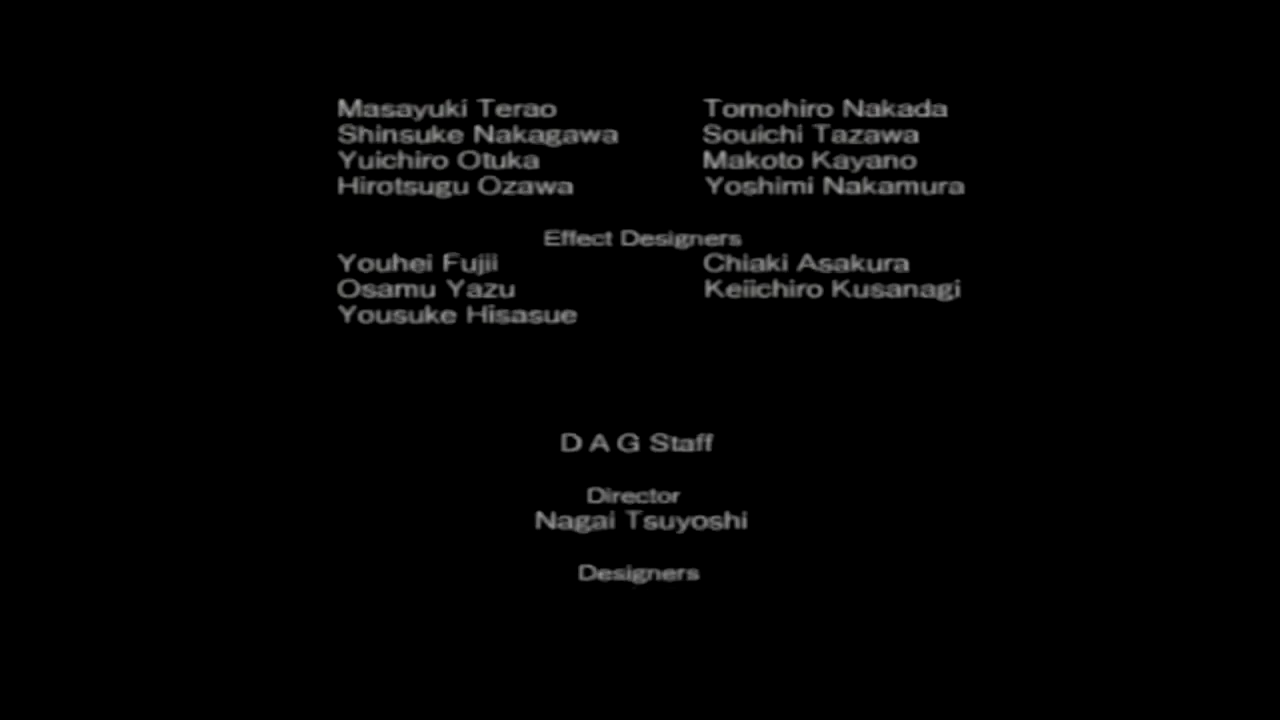 Masayuki Terao Tomohiro Nakada
Shinsuke Nakagawa Souichi Tazawa
Yuichiro Otuka Makoto Kayano
Hirotsugu Ozawa Yoshimi Nakamura
Effect Designers
Youhei Fujii Chiaki Asakura
Osamu Yazu Keiichiro Kusanagi
Yousuke Hisasue
D A G Staff
Director
Nagai Tsuyoshi
Designers